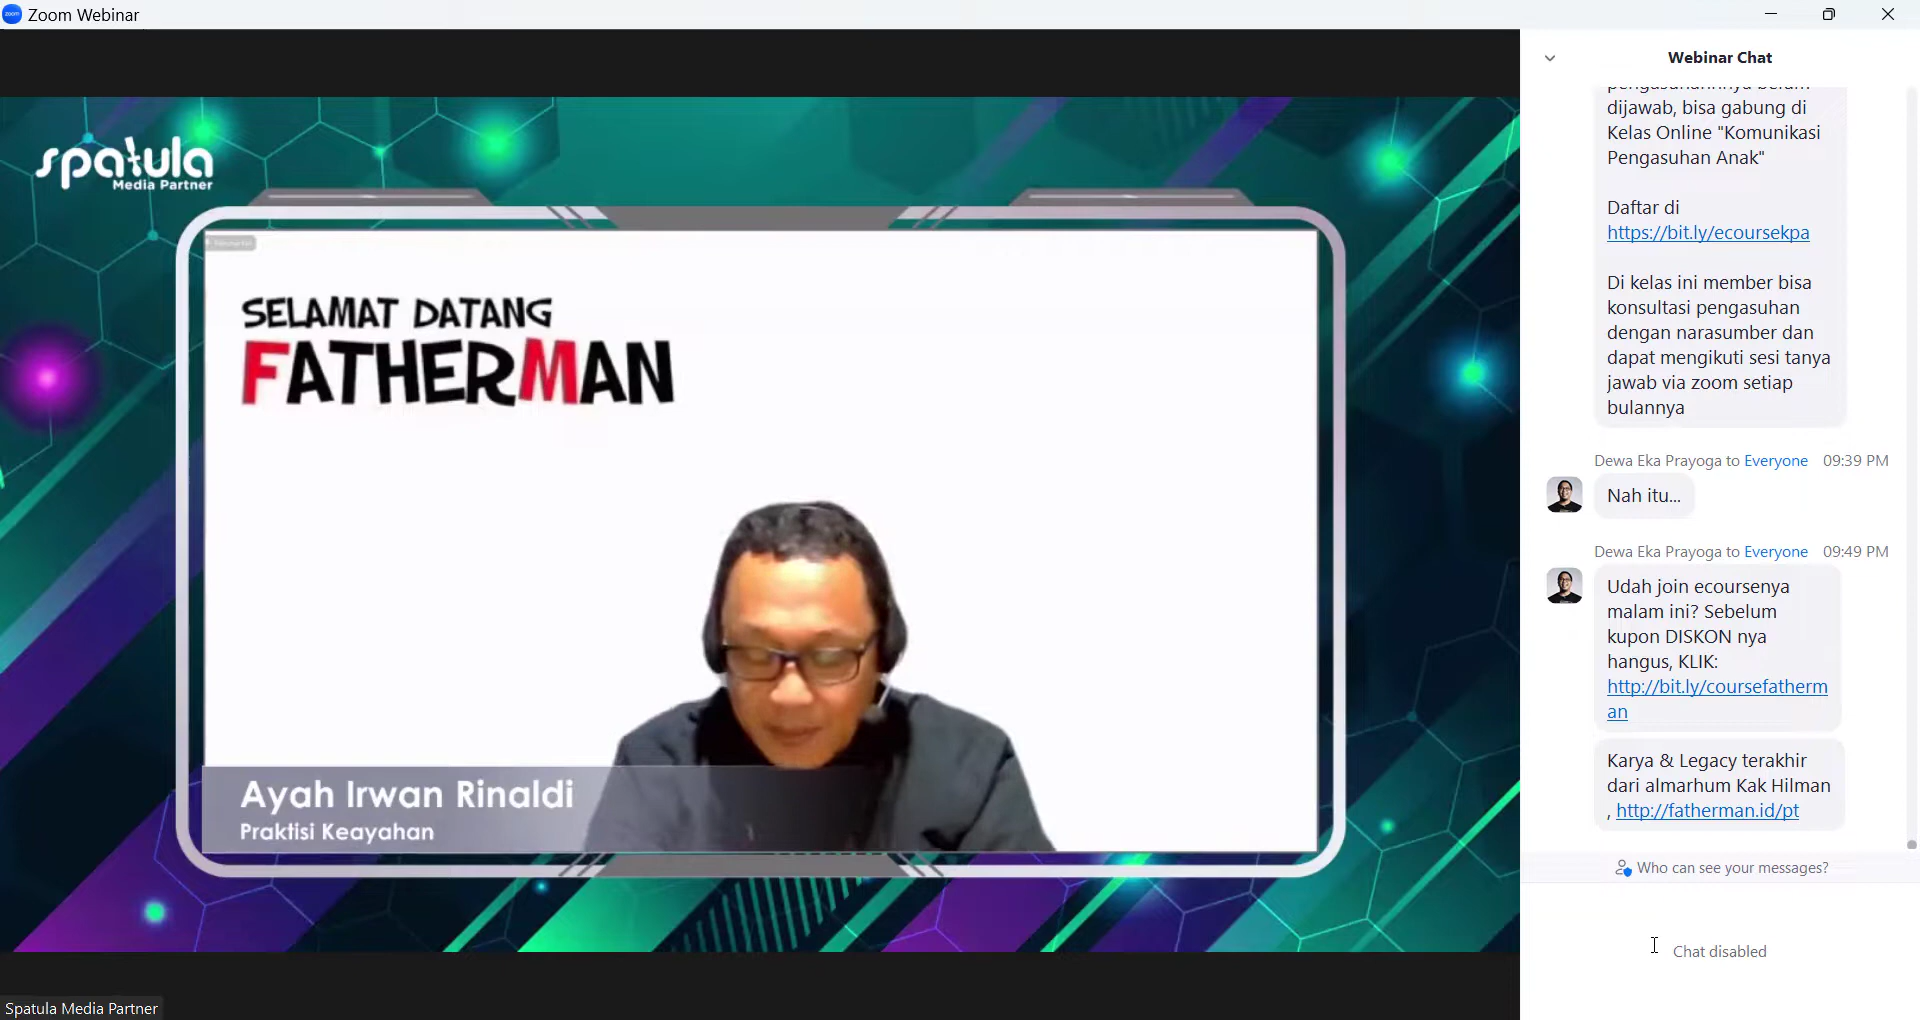 Zoom Webinar
spatula
Media Partner
SELAMAT DATANG
FATHERMAN
Ayah Irwan Rinaldi
Praktisi Keayahan
Spatula Media Partner
Webinar Chat
dijawab, bisa gabung di
Kelas Online "Komunikasi
Pengasuhan Anak"
Daftar di
https://bit.ly/ecoursekpa
Di kelas ini member bisa
konsultasi pengasuhan
dengan narasumber dan
dapat mengikuti sesi tanya
jawab via zoom setiap
bulannya
Dewa Eka Prayoga to Everyone 09:39 PM
Nah itu...
Dewa Eka Prayoga to Everyone 09:49 PM
Udah join ecoursenya
malam ini? Sebelum
kupon DISKON nya
hangus, KLIK:
http://bit.ly/coursefatherm
an
Karya & Legacy terakhir
dari almarhum Kak Hilman
, http://fatherman.id/pt
Who can see your messages?
Chat disabled